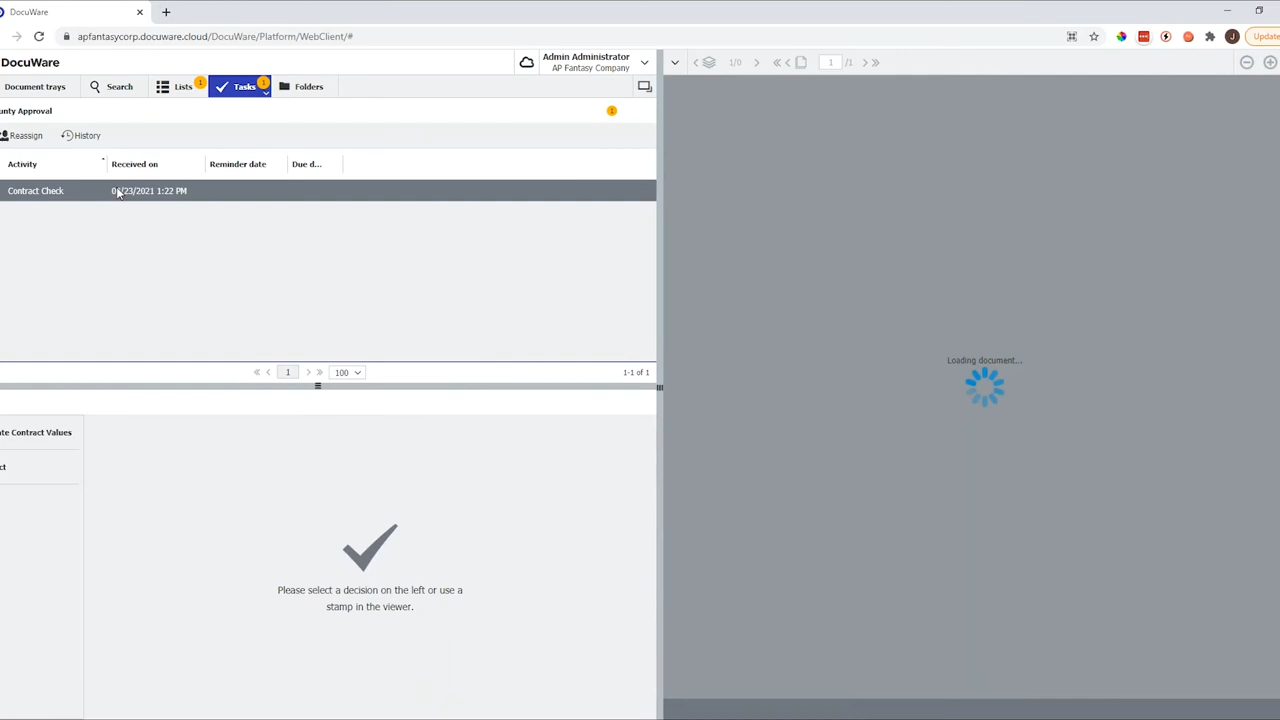 DocuWare
apfantasycorp.docuware.cloud/DocuWare/Platform/WebClient/#
J
Update
DocuWare
Admin Administrator
AP Fantasy Company
1/0
1
/1
Document trays
Search
Lists
1
Tasks
1
Folders
unty Approval
1
Reassign
History
Activity
Received on
Reminder date
Due d...
Contract Check
/23/2021 1:22 PM
Loading document...
1
100
1-1 of 1
te Contract Values
ct
Please select a decision on the left or use a
stamp in the viewer.